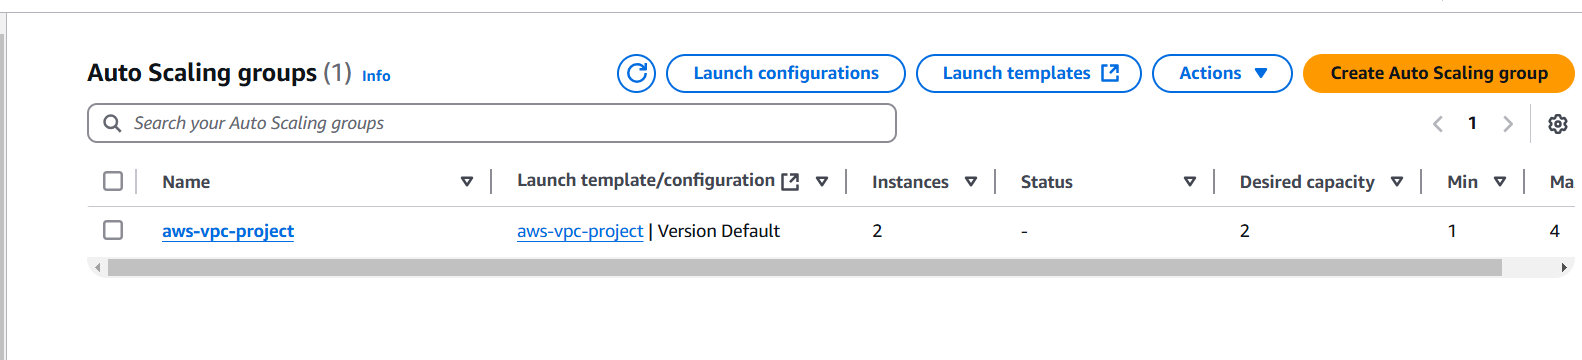 Auto Scaling groups (1) Info
Launch configurations
Launch templates
Actions
Create Auto Scaling group
Search your Auto Scaling groups
1
Name Launch template/configuration Instances Status Desired capacity Min Ma
aws-vpc-project aws-vpc-project | Version Default 2 - 2 1 4